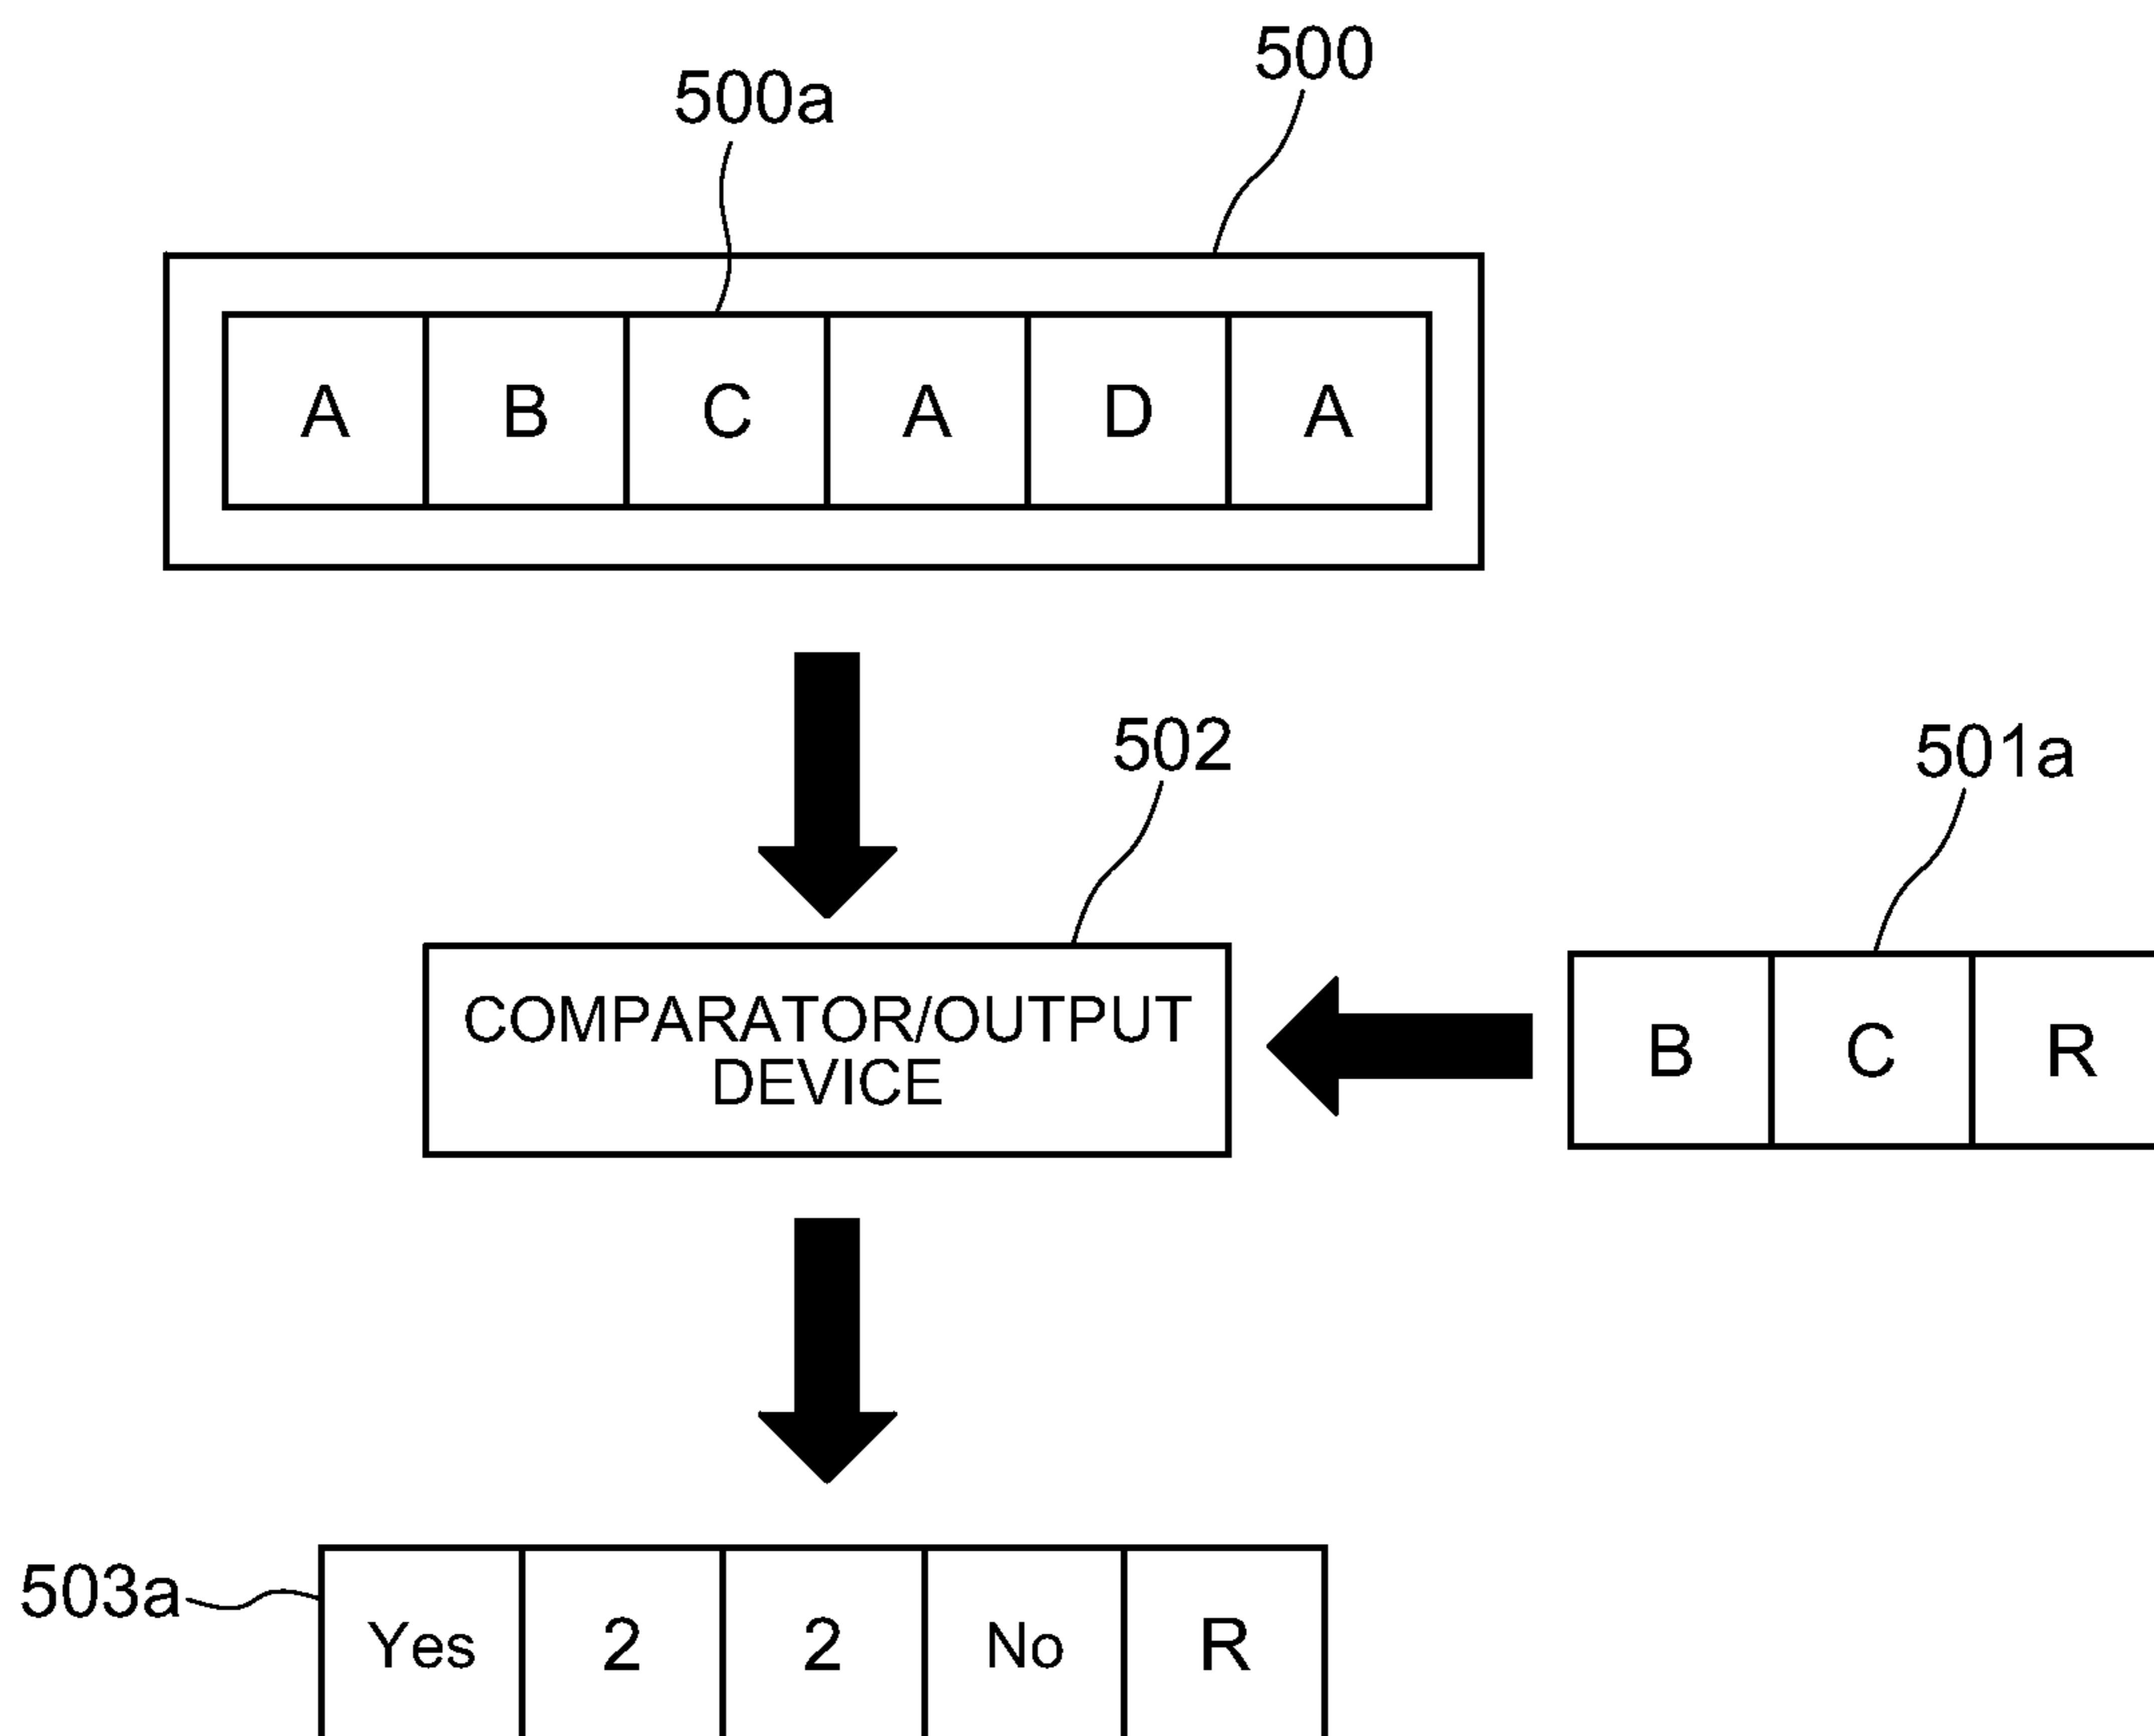 500
500a
A B C A D A
502
501a
COMPARATOR/OUTPUT
DEVICE
B C R
503a
Yes 2 2 No R